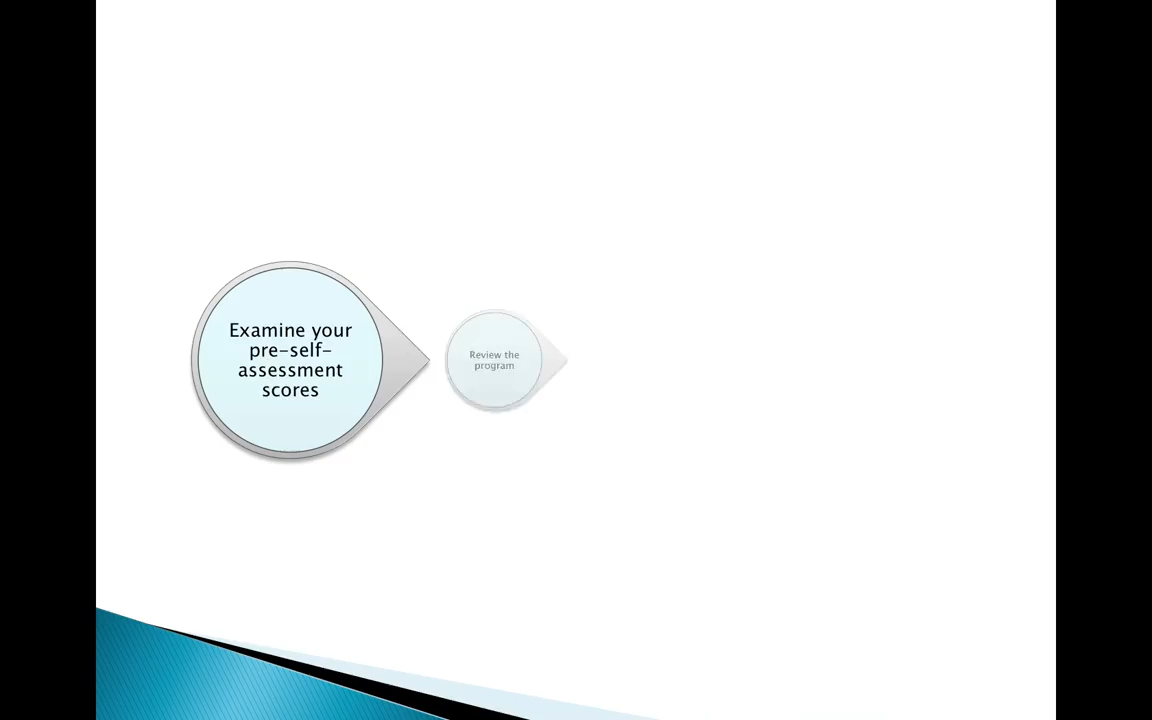 Examine your
pre-self-
assessment
scores
Review the
program